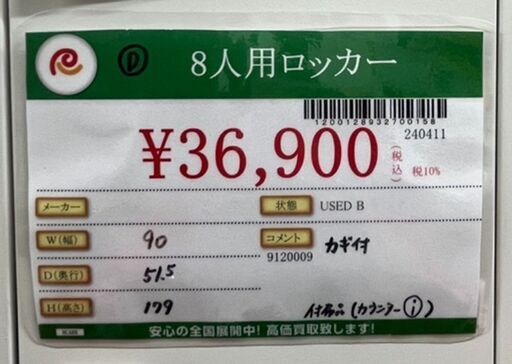 D 8人用ロッカー
1200128932700158
240411
¥36,900 (税込) 税10%
メーカー
状態 USED B
W(幅) 90
コメント カギ付
9120009
D(奥行) 51.5
H(高さ) 179
付属品(カウンターⓘ)
安心の全国展開中! 高価買取致します!